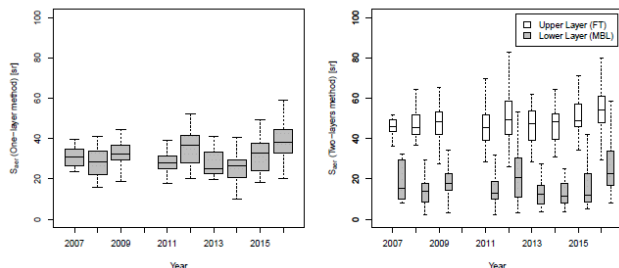 S_aer (One-layer method) [sr]
100
80
60
40
20
0
2007 2009 2011 2013 2015
Year
S_aer (Two-layers method) [sr]
100
80
60
40
20
0
Upper Layer (FT)
Lower Layer (MBL)
2007 2009 2011 2013 2015
Year